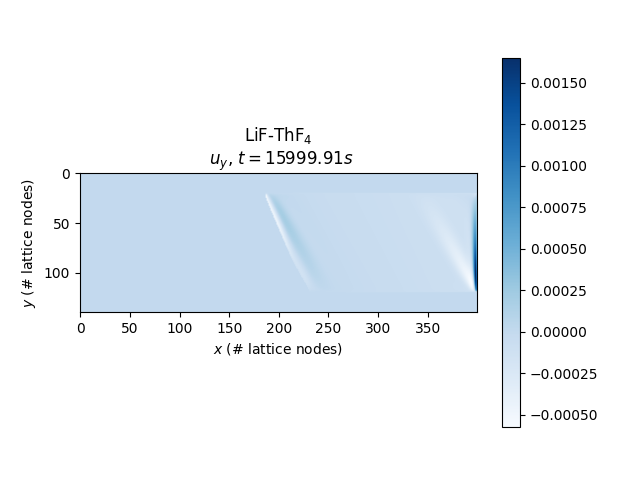 LiF-ThF₄
u_y, t = 15999.91s
0.00150
0.00125
0.00100
0.00075
0.00050
0.00025
0.00000
−0.00025
−0.00050
0
50
100
y (# lattice nodes)
0 50 100 150 200 250 300 350
x (# lattice nodes)